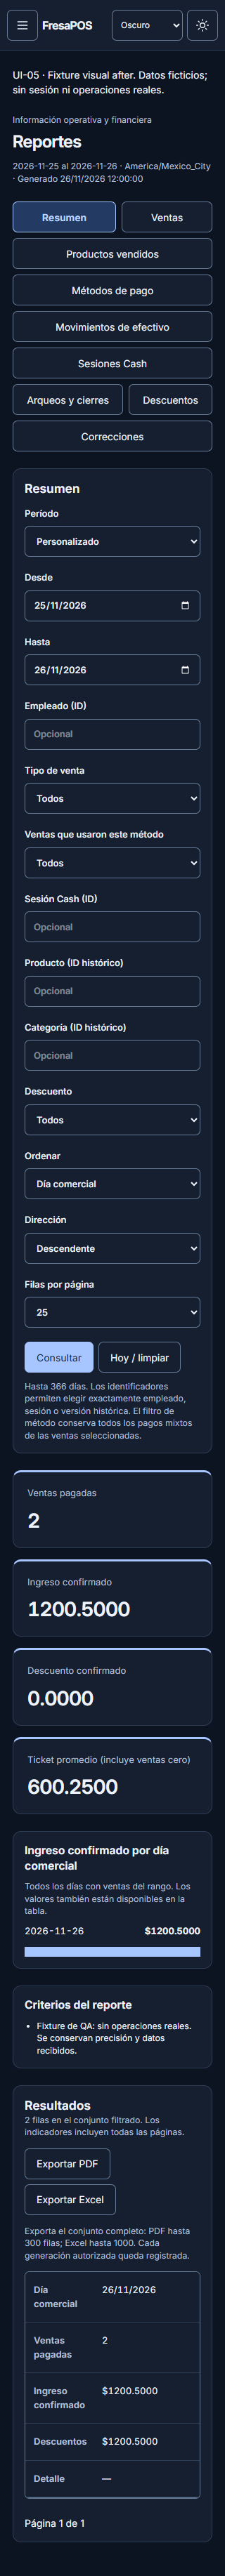 FresaPOS
Oscuro
UI-05 · Fixture visual after. Datos ficticios;
sin sesión ni operaciones reales.
Información operativa y financiera
Reportes
2026-11-25 al 2026-11-26 · America/Mexico_City
· Generado 26/11/2026 12:00:00
Resumen
Ventas
Productos vendidos
Métodos de pago
Movimientos de efectivo
Sesiones Cash
Arqueos y cierres
Descuentos
Correcciones
Resumen
Período
Personalizado
Desde
25/11/2026
Hasta
26/11/2026
Empleado (ID)
Opcional
Tipo de venta
Todos
Ventas que usaron este método
Todos
Sesión Cash (ID)
Opcional
Producto (ID histórico)
Opcional
Categoría (ID histórico)
Opcional
Descuento
Todos
Ordenar
Día comercial
Dirección
Descendente
Filas por página
25
Consultar
Hoy / limpiar
Hasta 366 días. Los identificadores
permiten elegir exactamente empleado,
sesión o versión histórica. El filtro de
método conserva todos los pagos mixtos
de las ventas seleccionadas.
Ventas pagadas
2
Ingreso confirmado
1200.5000
Descuento confirmado
0.0000
Ticket promedio (incluye ventas cero)
600.2500
Ingreso confirmado por día
comercial
Todos los días con ventas del rango. Los
valores también están disponibles en la
tabla.
2026-11-26 $1200.5000
Criterios del reporte
• Fixture de QA: sin operaciones reales.
Se conservan precisión y datos
recibidos.
Resultados
2 filas en el conjunto filtrado. Los
indicadores incluyen todas las páginas.
Exportar PDF
Exportar Excel
Exporta el conjunto completo: PDF hasta
300 filas; Excel hasta 1000. Cada
generación autorizada queda registrada.
Día 26/11/2026
comercial
Ventas 2
pagadas
Ingreso $1200.5000
confirmado
Descuentos $1200.5000
Detalle —
Página 1 de 1